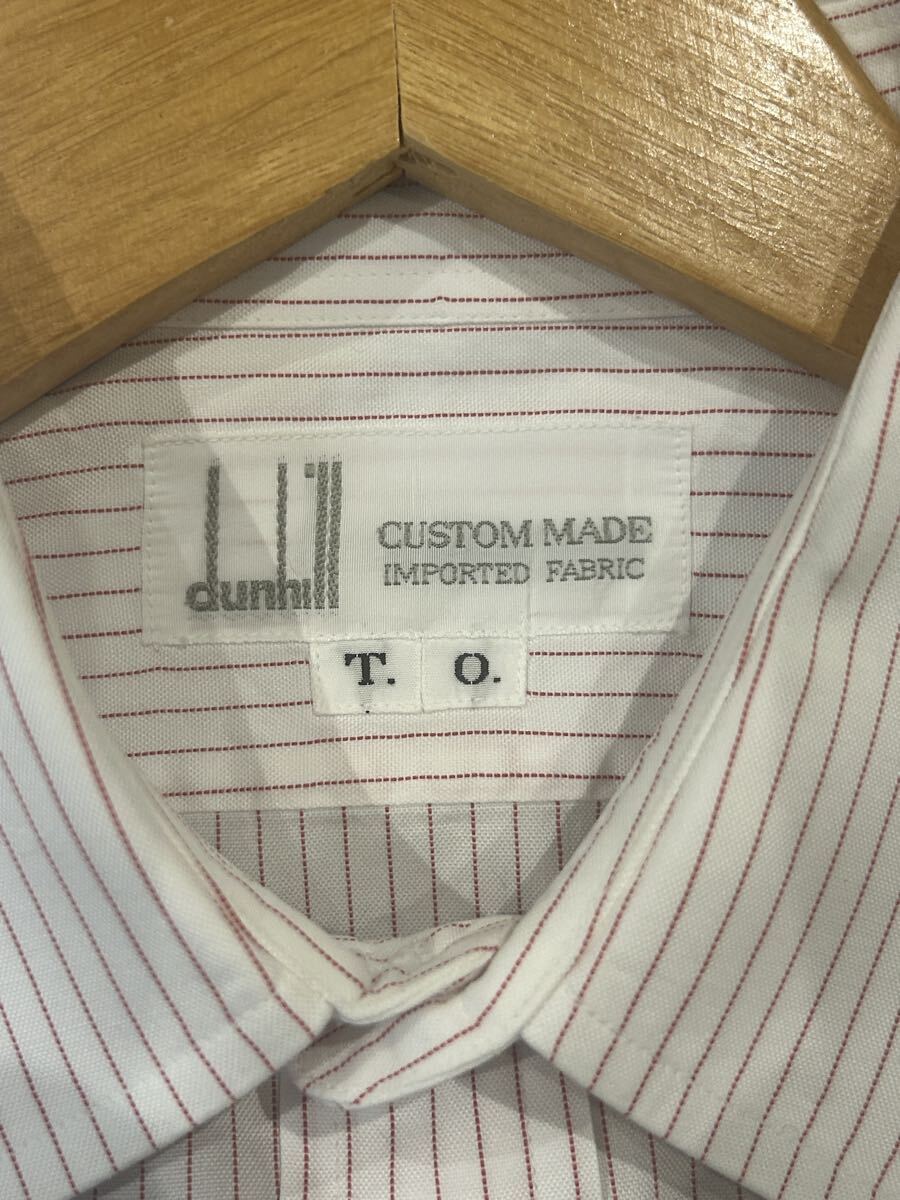 dunhill
CUSTOM MADE
IMPORTED FABRIC
T. O.